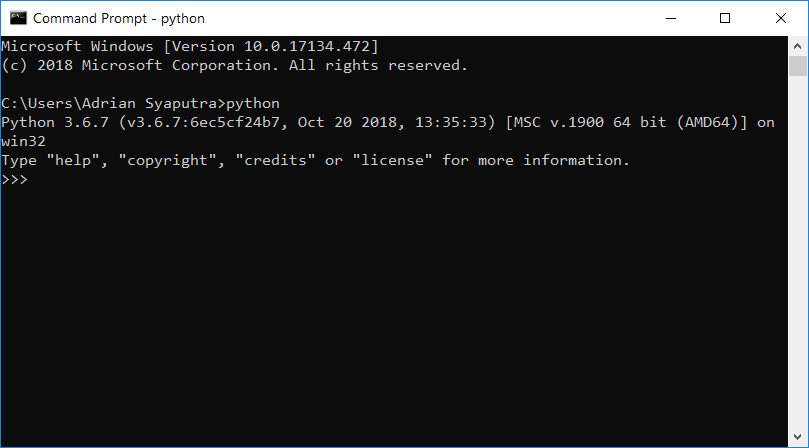 Command Prompt - python
Microsoft Windows [Version 10.0.17134.472]
(c) 2018 Microsoft Corporation. All rights reserved.
C:\Users\Adrian Syaputra>python
Python 3.6.7 (v3.6.7:6ec5cf24b7, Oct 20 2018, 13:35:33) [MSC v.1900 64 bit (AMD64)] on
win32
Type "help", "copyright", "credits" or "license" for more information.
>>>